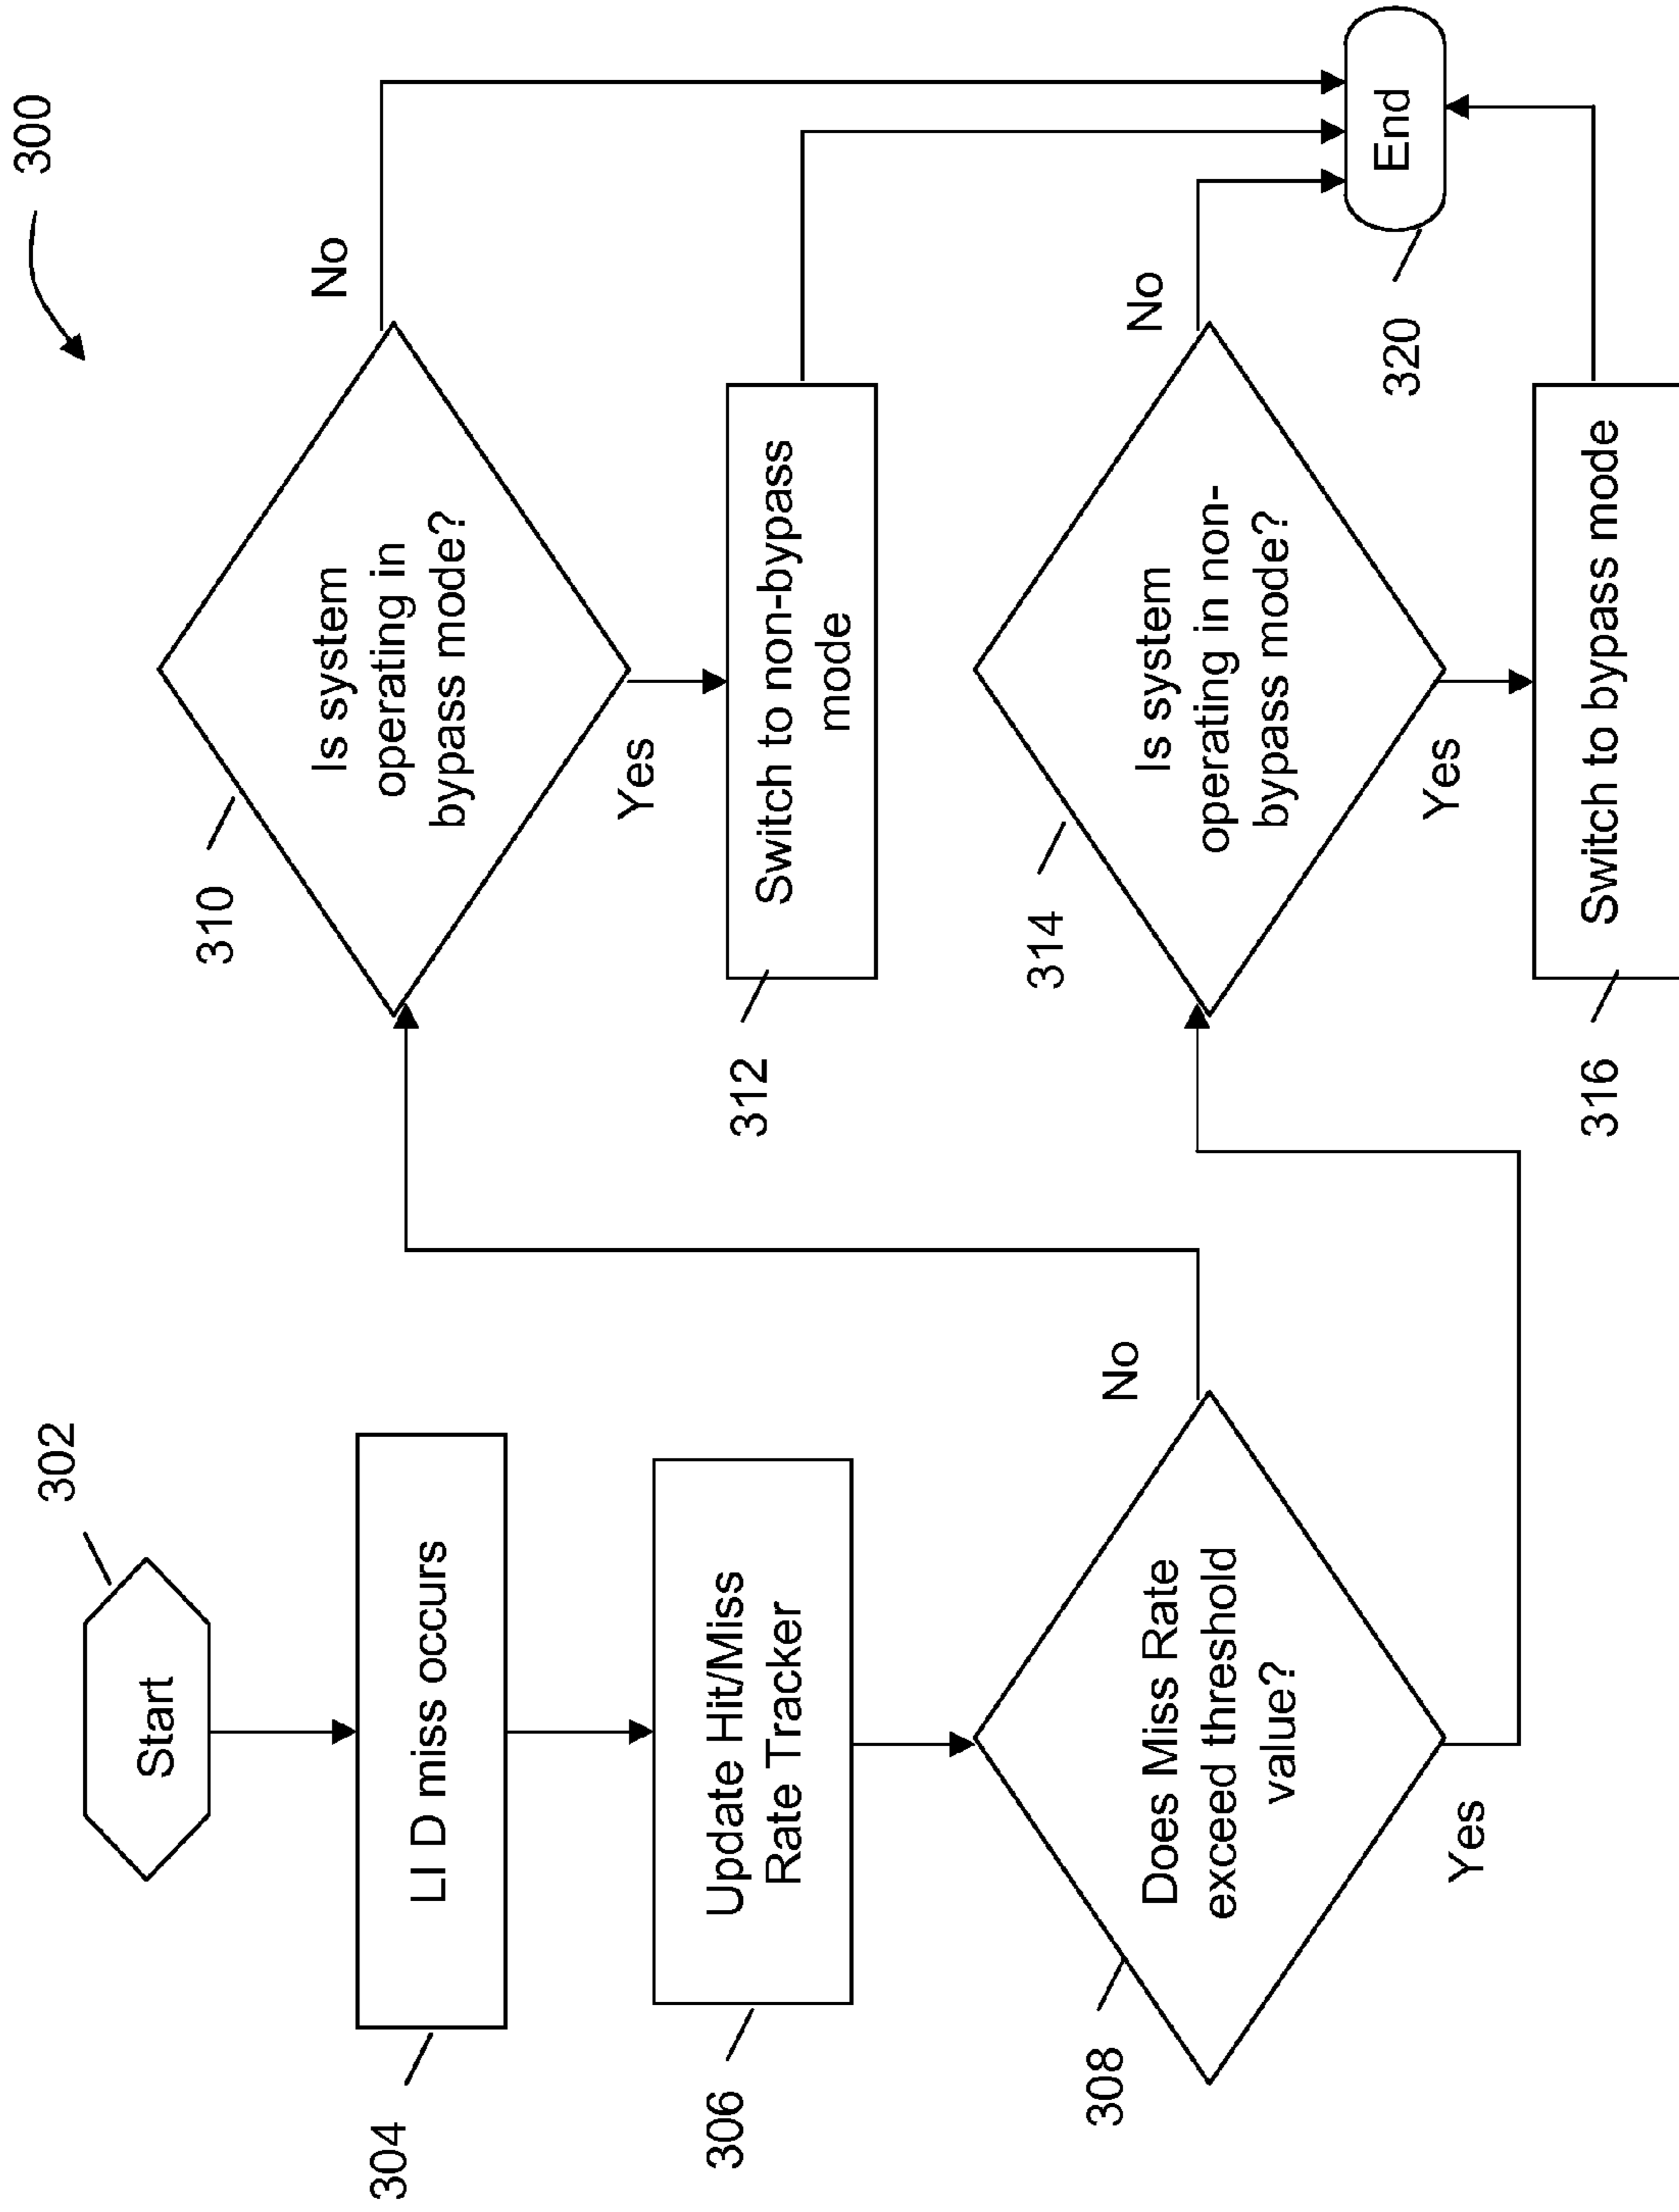 300
302
Start
304
LI D miss occurs
306
Update Hit/Miss
Rate Tracker
308
Does Miss Rate
exceed threshold
value?
No
Yes
310
Is system
operating in
bypass mode?
No
Yes
312
Switch to non-bypass
mode
314
Is system
operating in non-
bypass mode?
No
Yes
316
Switch to bypass mode
320
End